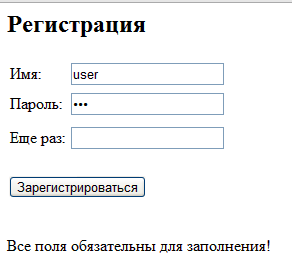 Регистрация
Имя: user
Пароль: •••
Еще раз:
Зарегистрироваться
Все поля обязательны для заполнения!